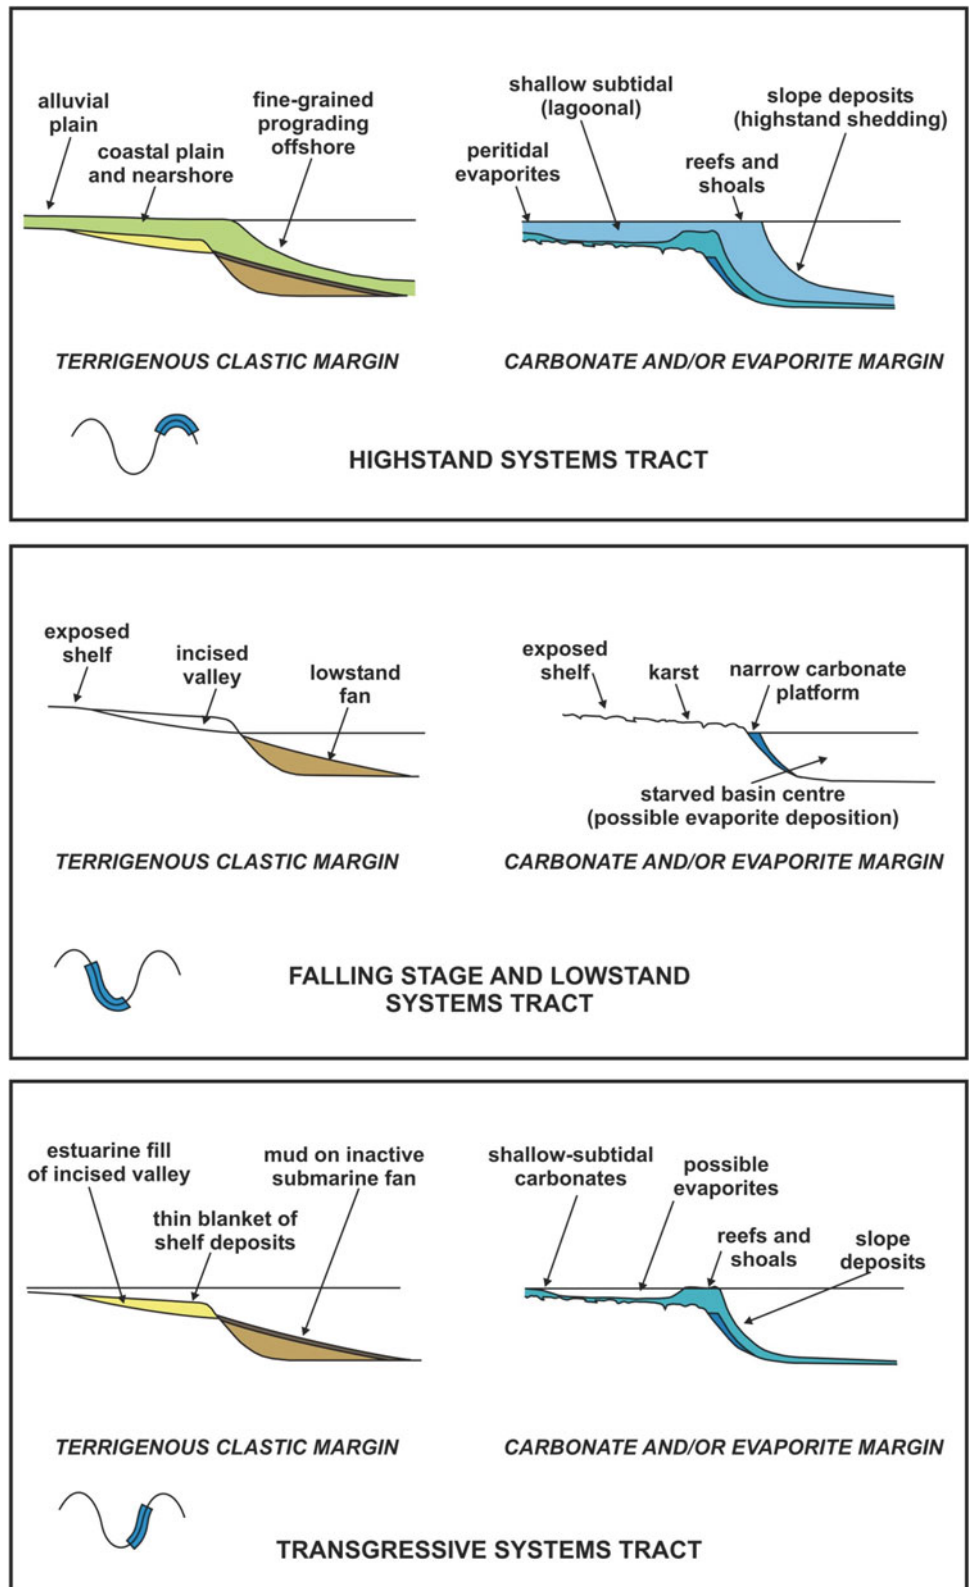 alluvial
plain
coastal plain
and nearshore
fine-grained
prograding
offshore
peritidal
evaporites
shallow subtidal
(lagoonal)
reefs and
shoals
slope deposits
(highstand shedding)
TERRIGENOUS CLASTIC MARGIN
CARBONATE AND/OR EVAPORITE MARGIN
HIGHSTAND SYSTEMS TRACT
exposed
shelf
incised
valley
lowstand
fan
exposed
shelf
karst
narrow carbonate
platform
starved basin centre
(possible evaporite deposition)
TERRIGENOUS CLASTIC MARGIN
CARBONATE AND/OR EVAPORITE MARGIN
FALLING STAGE AND LOWSTAND
SYSTEMS TRACT
estuarine fill
of incised valley
thin blanket of
shelf deposits
mud on inactive
submarine fan
shallow-subtidal
carbonates
possible
evaporites
reefs and
shoals
slope
deposits
TERRIGENOUS CLASTIC MARGIN
CARBONATE AND/OR EVAPORITE MARGIN
TRANSGRESSIVE SYSTEMS TRACT